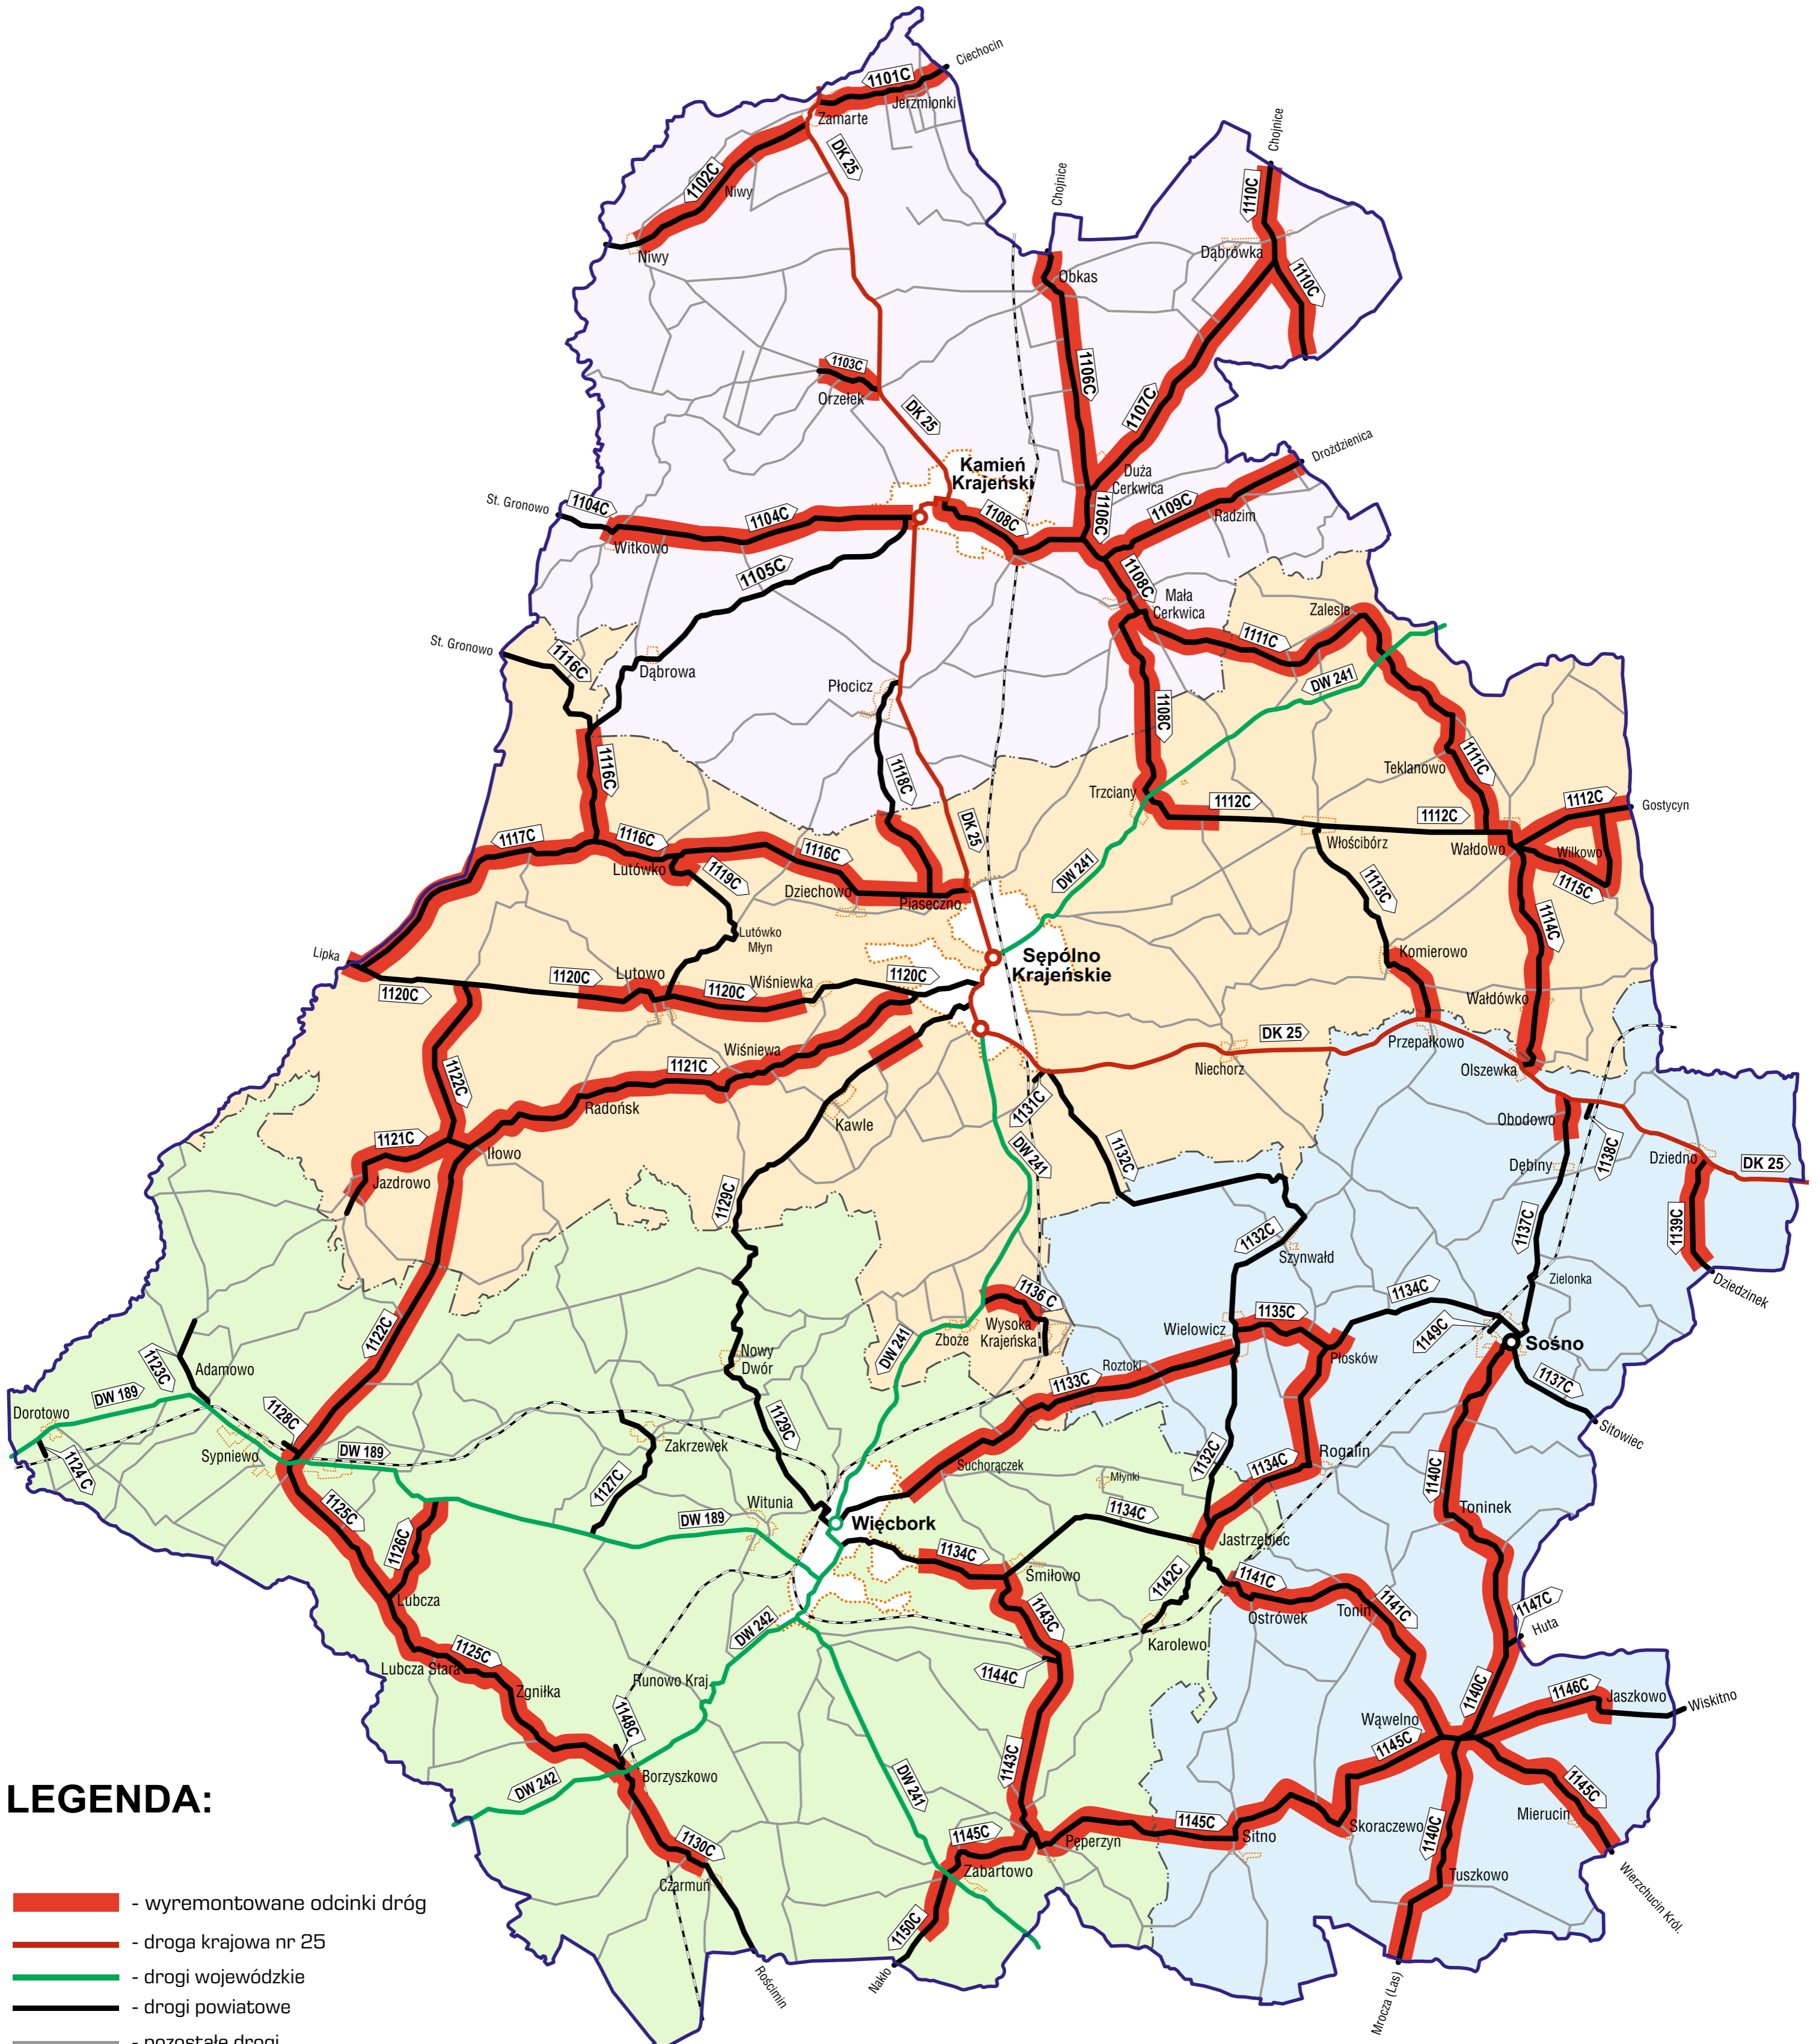 Ciechocin
1101C
Jerzmionki
Zamarte
DK 25
1102C
Niwy
Niwy
Chojnice
Chojnice
1110C
Dąbrówka
1110C
Obkas
1103C
Orzełek
DK 25
1106C
1107C
Kamień
Krajeński
Duża
Cerkwica
Drożdzienica
St. Gronowo
1104C
1104C
Witkowo
1108C
1106C
1109C
Radzim
1105C
1108C
Mała
Cerkwica
Zalesie
St. Gronowo
1116C
Dąbrowa
1111C
DW 241
Płocicz
1108C
1116C
1118C
Teklanowo
1111C
Trzciany
1112C
1112C
1112C
Gostycyn
DK 25
1117C
1116C
Lutówko
1116C
1119C
Dziechowo
Piaseczno
DW 241
Włościbórz
Wałdowo
Wilkowo
1115C
1113C
1114C
Lutówko
Młyn
Lipka
1120C
1120C
Lutowo
1120C
Wiśniewka
1120C
Sępólno
Krajeńskie
Komierowo
Wałdówko
DK 25
Przepałkowo
Niechorz
Olszewka
Wiśniewa
1121C
Radońsk
1122C
1121C
Iłowo
Jazdrowo
Kawle
1131C
DW 241
1132C
Obodowo
1138C
Dębiny
Dziedno
DK 25
1129C
1137C
1139C
1132C
Szynwałd
Zielonka
Dziedzinek
1136 C
Wysoka
Krajeńska
Zboże
1134C
1135C
Wielowicz
Płosków
1149C
Sośno
1137C
Sitowiec
1122C
Adamowo
1123C
DW 189
Dorotowo
1124 C
1128C
Sypniewo
DW 189
Nowy
Dwór
DW 241
Roztoki
1133C
1129C
Zakrzewek
1127C
Suchorączek
Młynki
1132C
1134C
Rogalin
1140C
Toninek
1125C
1126C
Lubcza
Witunia
DW 189
Więcbork
1134C
1134C
Śmiłowo
Jastrzębiec
1142C
1141C
Ostrówek
Tonin
1141C
1147C
Huta
1143C
Karolewo
1144C
DW 242
1125C
Lubcza Stara
Zgniłka
Runowo Kraj.
1148C
1140C
1146C
Jaszkowo
Wiskitno
Wąwelno
1145C
Borzyszkowo
DW 242
DW 241
1143C
1145C
Mierucin
Skoraczewo
1140C
1130C
Czarmuń
1145C
Pęperzyn
1145C
Sitno
Zabartowo
Tuszkowo
Wierzchucin Król.
1150C
Nakło
Rościmin
Mrocza (Las)
LEGENDA:
- wyremontowane odcinki dróg
- droga krajowa nr 25
- drogi wojewódzkie
- drogi powiatowe
- pozostałe drogi